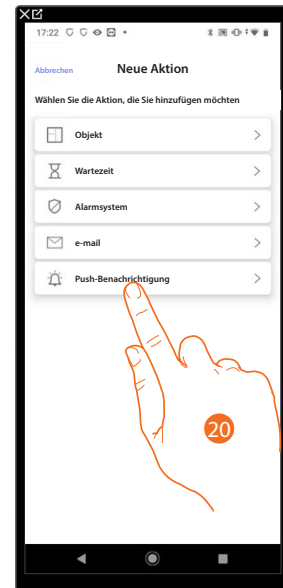 17:22
Abbrechen Neue Aktion
Wählen Sie die Aktion, die Sie hinzufügen möchten
Objekt
Wartezeit
Alarmsystem
e-mail
Push-Benachrichtigung
20